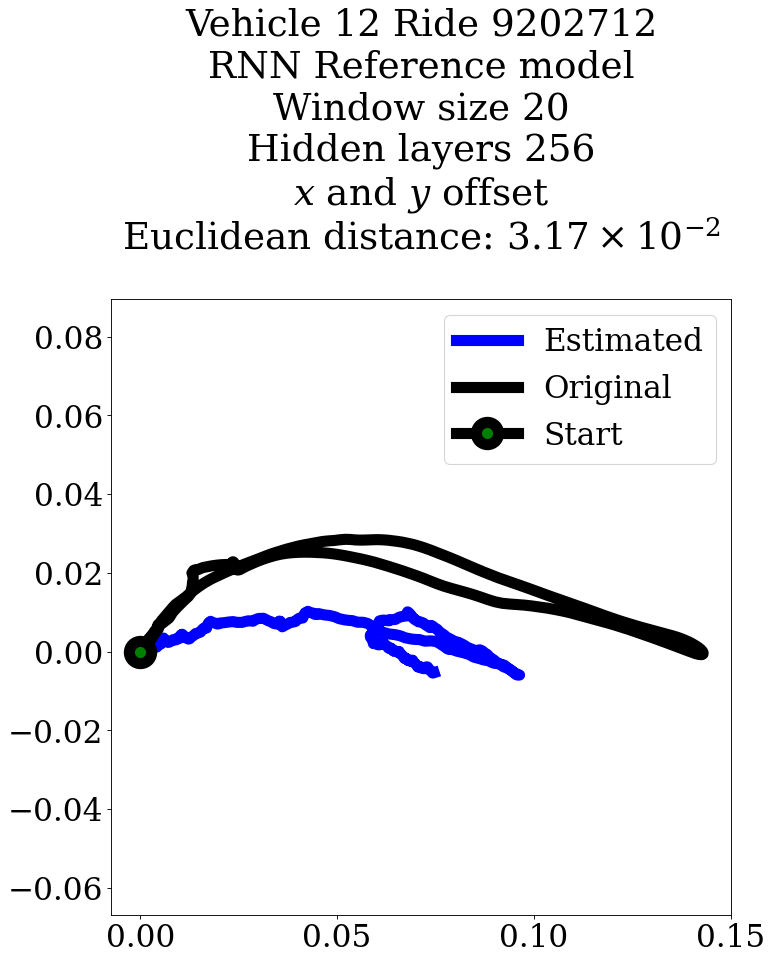 Vehicle 12 Ride 9202712
RNN Reference model
Window size 20
Hidden layers 256
x and y offset
Euclidean distance: 3.17 × 10⁻²
Estimated
Original
Start
0.08
0.06
0.04
0.02
0.00
−0.02
−0.04
−0.06
0.00 0.05 0.10 0.15